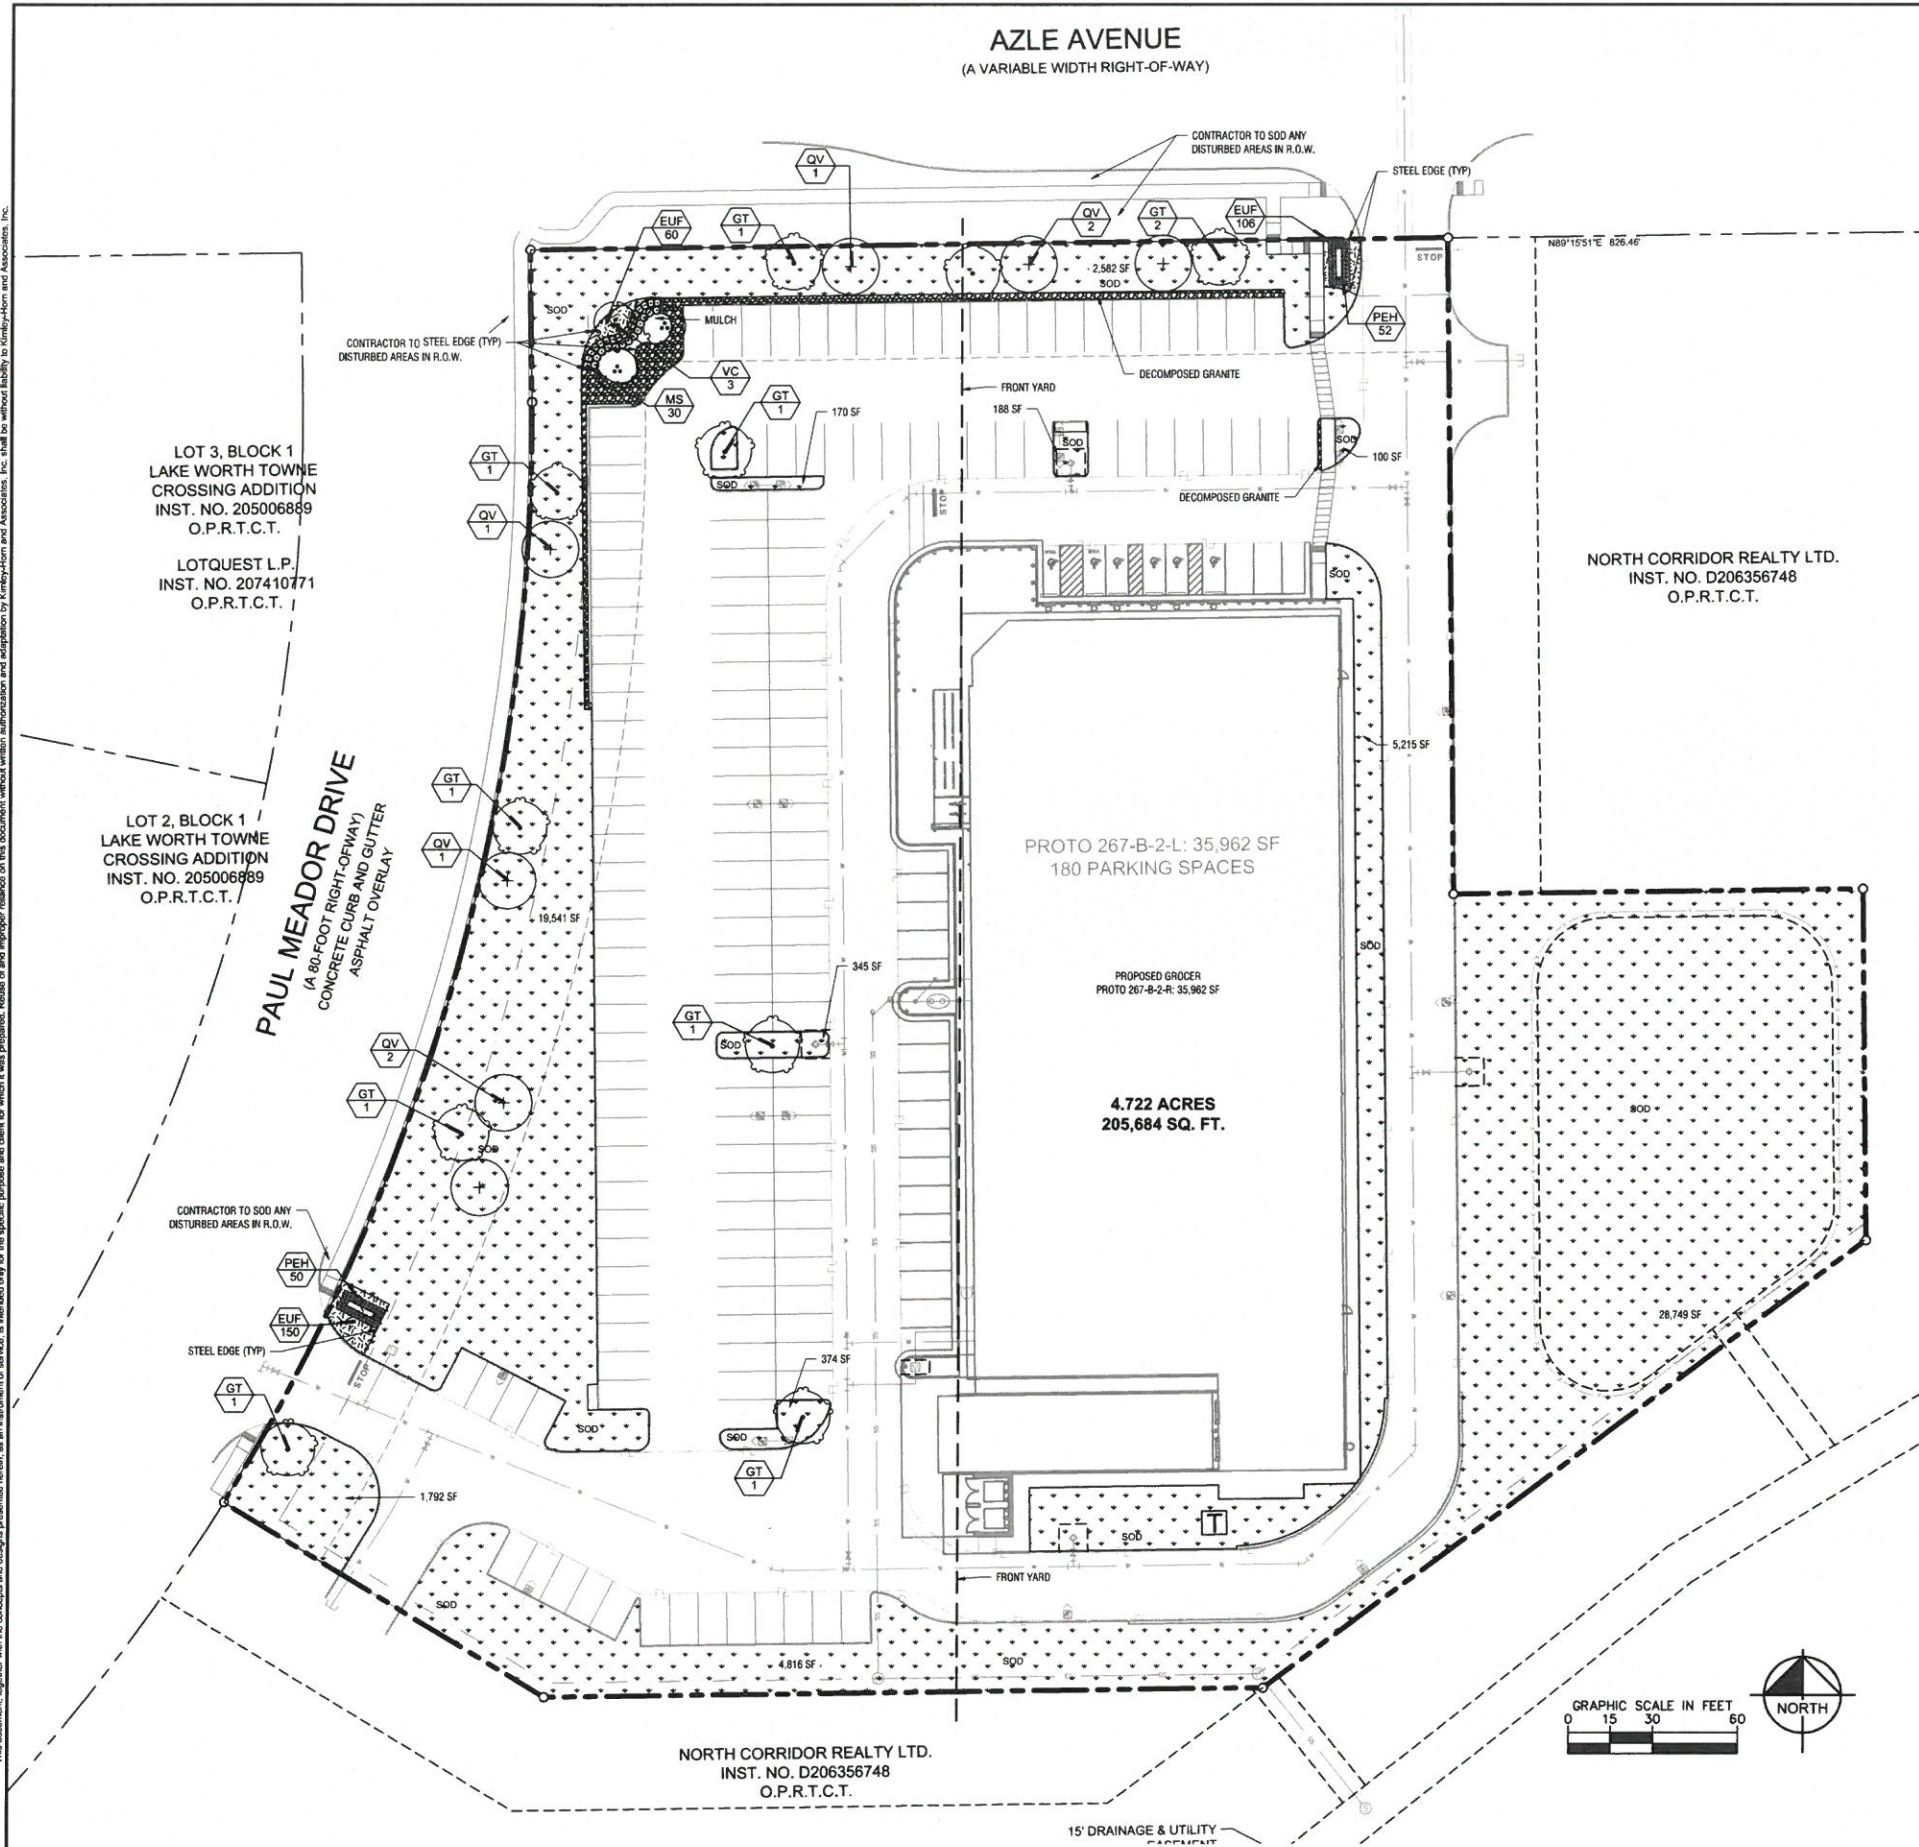 AZLE AVENUE
(A VARIABLE WIDTH RIGHT-OF-WAY)
CONTRACTOR TO SOD ANY
DISTURBED AREAS IN R.O.W.
STEEL EDGE (TYP)
QV
1
EUF
60
GT
1
QV
2
GT
2
EUF
106
N89°15'51"E 826.46'
STOP
2,582 SF
SOD
SOD
MULCH
PEH
52
CONTRACTOR TO STEEL EDGE (TYP)
DISTURBED AREAS IN R.O.W.
VC
3
MS
30
DECOMPOSED GRANITE
FRONT YARD
GT
1
170 SF
188 SF
SOD
SOD
100 SF
SOD
DECOMPOSED GRANITE
STOP
LOT 3, BLOCK 1
LAKE WORTH TOWNE
CROSSING ADDITION
INST. NO. 205006889
O.P.R.T.C.T.
LOTQUEST L.P.
INST. NO. 207410771
O.P.R.T.C.T.
GT
1
QV
1
SOD
NORTH CORRIDOR REALTY LTD.
INST. NO. D206356748
O.P.R.T.C.T.
5,215 SF
LOT 2, BLOCK 1
LAKE WORTH TOWNE
CROSSING ADDITION
INST. NO. 205006889
O.P.R.T.C.T.
PAUL MEADOR DRIVE
(A 80-FOOT RIGHT-OFWAY)
CONCRETE CURB AND GUTTER
ASPHALT OVERLAY
GT
1
QV
1
19,541 SF
PROTO 267-B-2-L: 35,962 SF
180 PARKING SPACES
SOD
345 SF
PROPOSED GROCER
PROTO 267-B-2-R: 35,962 SF
GT
1
SOD
QV
2
GT
1
SOD
4.722 ACRES
205,684 SQ. FT.
SOD
CONTRACTOR TO SOD ANY
DISTURBED AREAS IN R.O.W.
PEH
50
EUF
150
STEEL EDGE (TYP)
STOP
28,749 SF
374 SF
GT
1
SOD
SOD
GT
1
1,792 SF
T
SOD
FRONT YARD
SOD
4,816 SF
SOD
GRAPHIC SCALE IN FEET
0 15 30 60
NORTH
NORTH CORRIDOR REALTY LTD.
INST. NO. D206356748
O.P.R.T.C.T.
15' DRAINAGE & UTILITY
EASEMENT